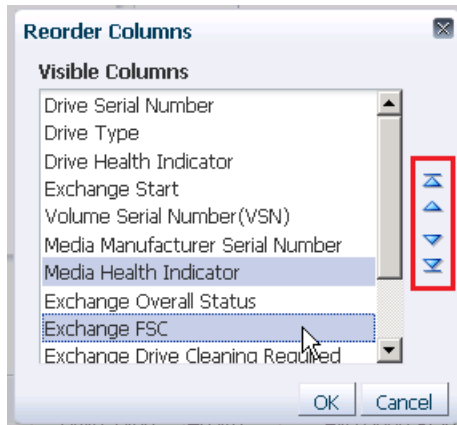 Reorder Columns
Visible Columns
Drive Serial Number
Drive Type
Drive Health Indicator
Exchange Start
Volume Serial Number(VSN)
Media Manufacturer Serial Number
Media Health Indicator
Exchange Overall Status
Exchange FSC
Exchange Drive Cleaning Required
OK
Cancel